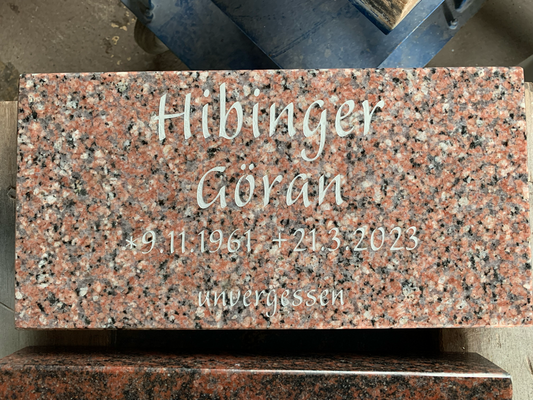 Hibinger
Göran
*9.11.1961 +21.3.2023
unvergessen